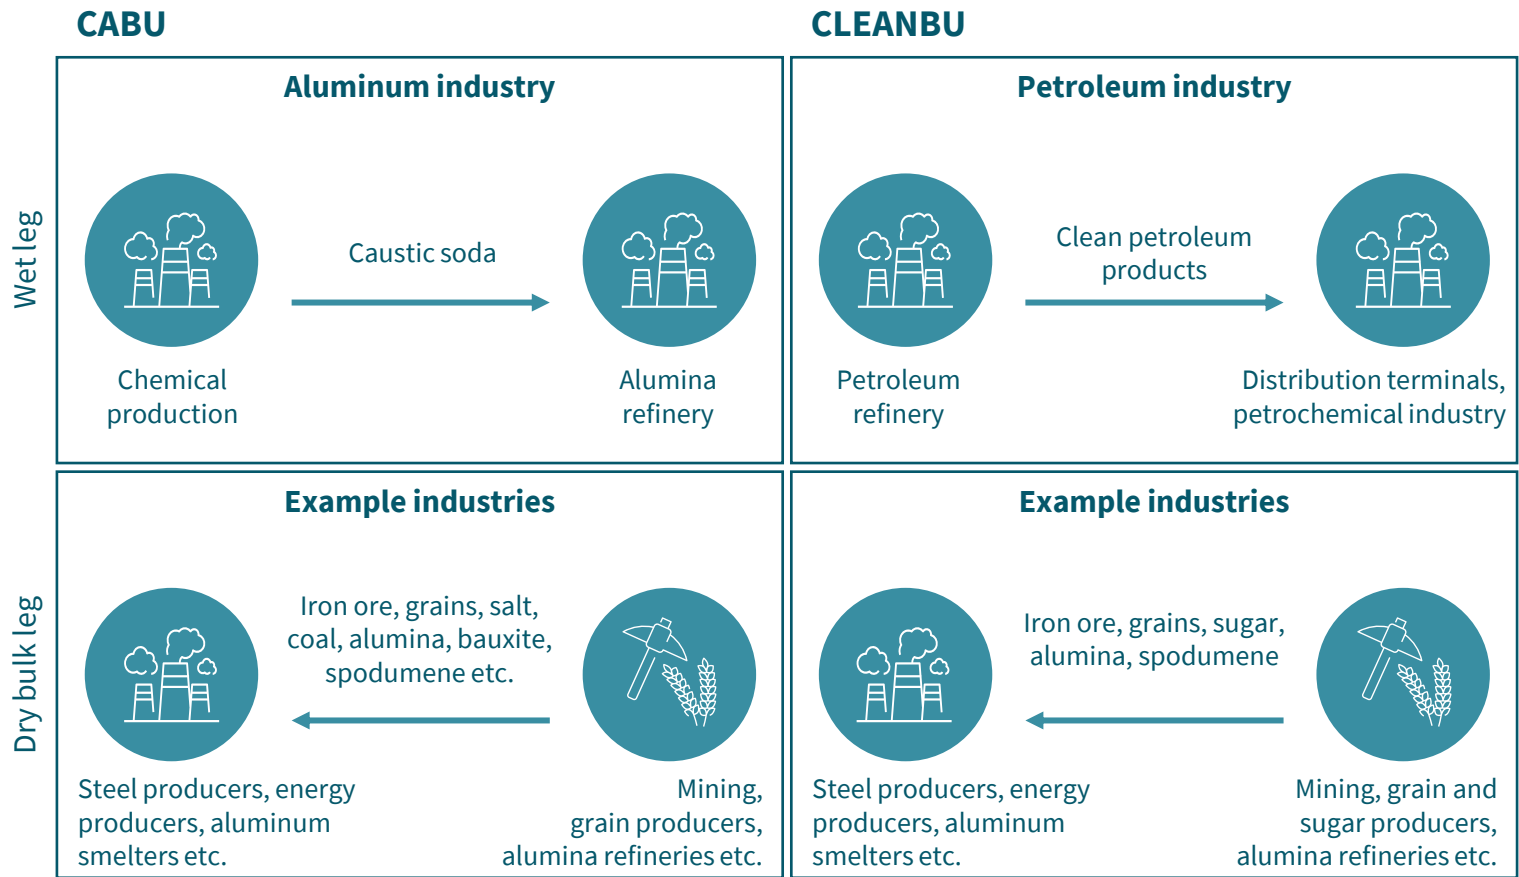 CABU
CLEANBU
Wet leg
Aluminum industry
Caustic soda
Chemical
production
Alumina
refinery
Petroleum industry
Clean petroleum
products
Petroleum
refinery
Distribution terminals,
petrochemical industry
Dry bulk leg
Example industries
Iron ore, grains, salt,
coal, alumina, bauxite,
spodumene etc.
Steel producers, energy
producers, aluminum
smelters etc.
Mining,
grain producers,
alumina refineries etc.
Example industries
Iron ore, grains, sugar,
alumina, spodumene
Steel producers, energy
producers, aluminum
smelters etc.
Mining, grain and
sugar producers,
alumina refineries etc.